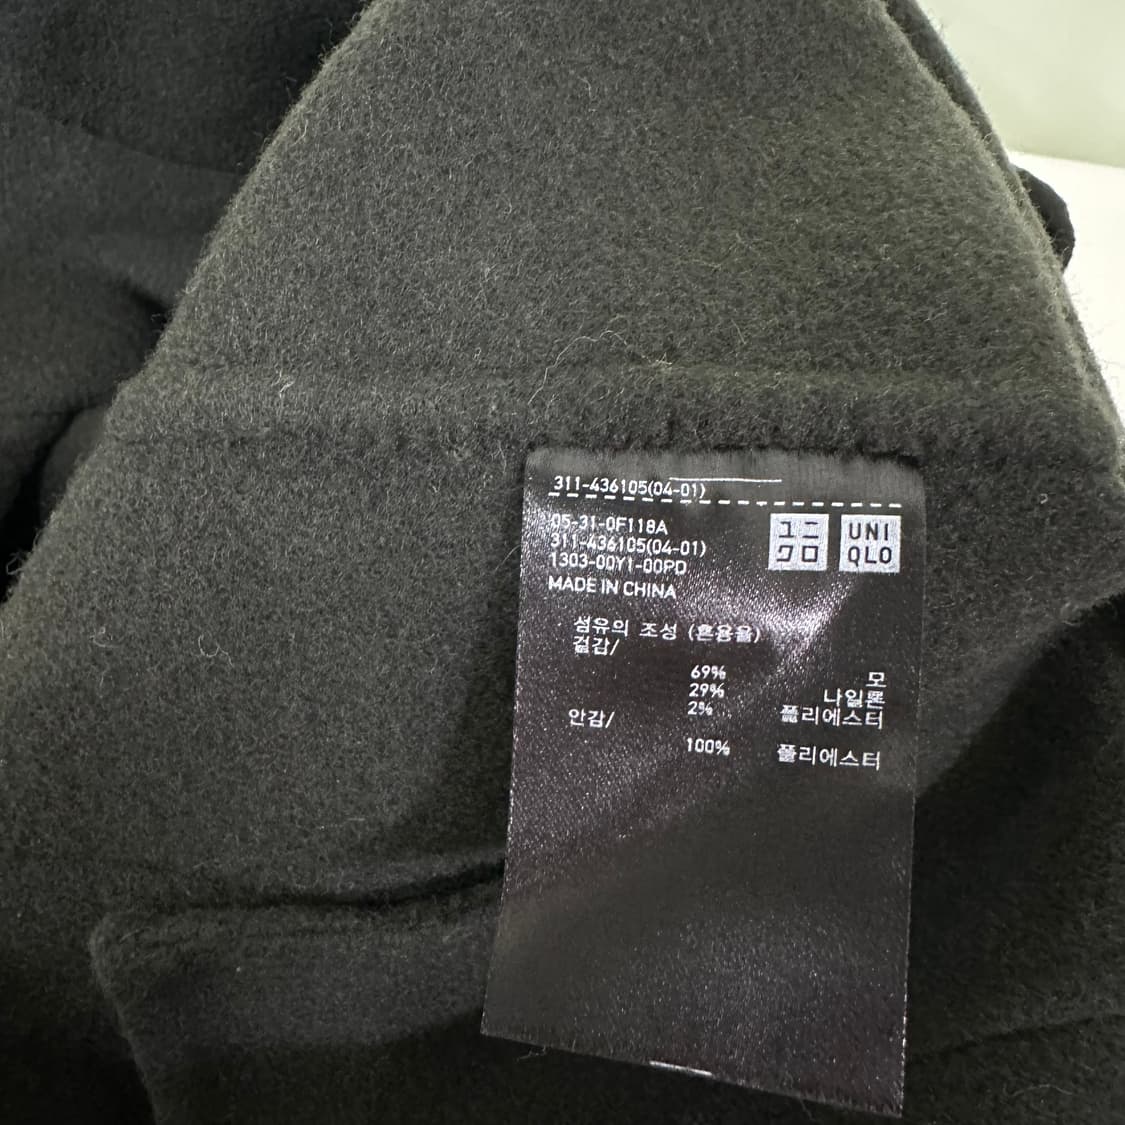 311-436105(04-01)
05-31-0F118A
311-436105(04-01)
1303-00Y1-00PD
MADE IN CHINA
ユニ
クロ
UNI
QLO
섬유의 조성 (혼용율)
겉감/
69% 모
29% 나일론
2% 폴리에스터
안감/
100% 폴리에스터